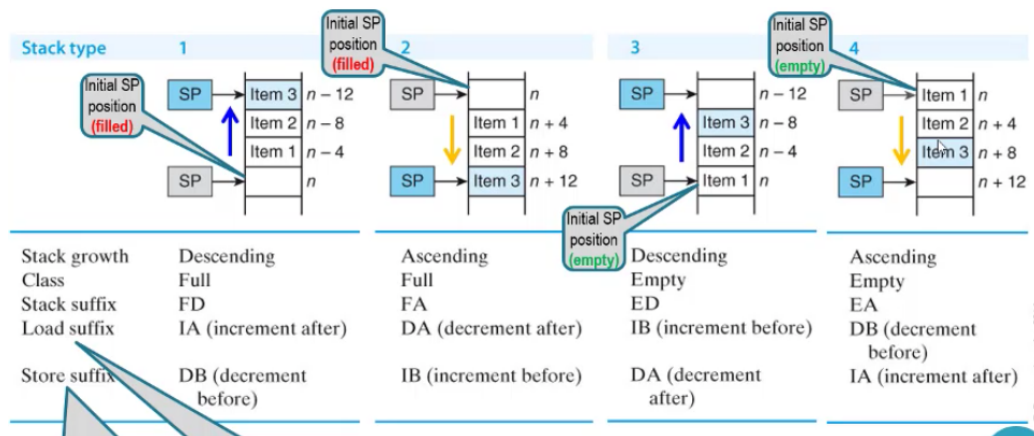 Stack type 1 2 3 4
Initial SP
position
(filled)
Initial SP
position
(filled)
Initial SP
position
(empty)
Initial SP
position
(empty)
SP Item 3 n – 12
Item 2 n – 8
Item 1 n – 4
SP n
SP n
Item 1 n + 4
Item 2 n + 8
SP Item 3 n + 12
SP n – 12
Item 3 n – 8
Item 2 n – 4
SP Item 1 n
SP Item 1 n
Item 2 n + 4
Item 3 n + 8
SP n + 12
Stack growth Descending Ascending Descending Ascending
Class Full Full Empty Empty
Stack suffix FD FA ED EA
Load suffix IA (increment after) DA (decrement after) IB (increment before) DB (decrement
before)
Store suffix DB (decrement IB (increment before) DA (decrement IA (increment after)
before) after)